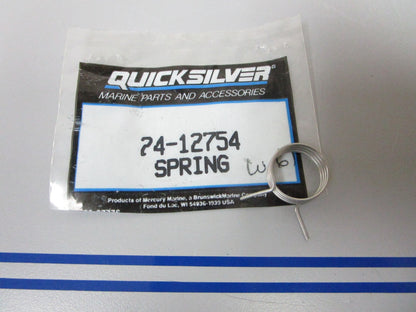 QUICKSILVER
MARINE PARTS AND ACCESSORIES
24-12754
SPRING
W 6
Products of Mercury Marine, a Brunswick Marine Company
Fond du Lac, WI 54936-1939 USA